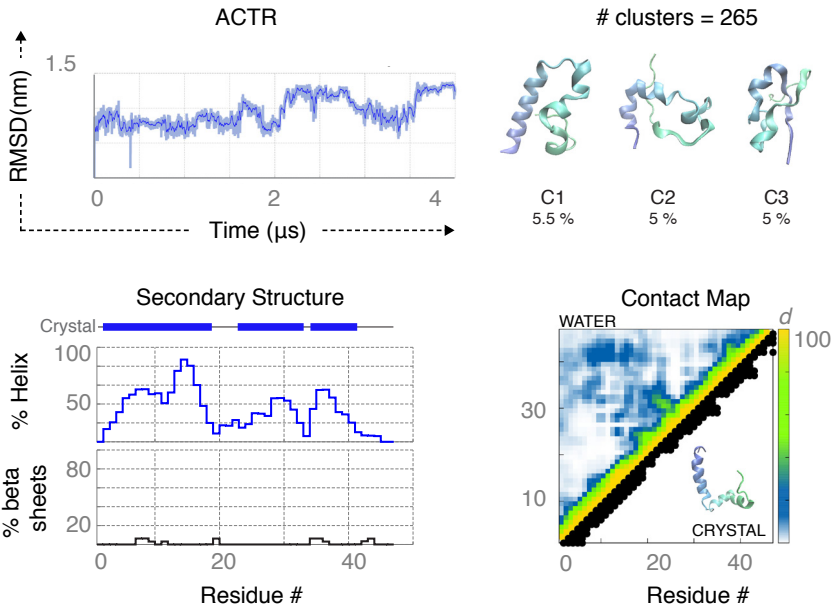 ACTR
# clusters = 265
RMSD(nm)
1.5
0
2
4
Time (μs)
C1
5.5 %
C2
5 %
C3
5 %
Secondary Structure
Crystal
% Helix
100
50
% beta
sheets
80
20
0
20
40
Residue #
Contact Map
WATER
d
100
30
10
CRYSTAL
0
20
40
Residue #